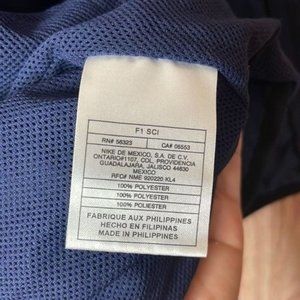 F1 SCI
RN# 56323 CA# 05553
NIKE DE MEXICO, S.A. DE C.V.
ONTARIO#1107, COL. PROVIDENCIA
GUADALAJARA, JALISCO 44630
MEXICO
RFC# NME 920220 KL4
100% POLYESTER
100% POLYESTER
100% POLIESTER
FABRIQUE AUX PHILIPPINES
HECHO EN FILIPINAS
MADE IN PHILIPPINES